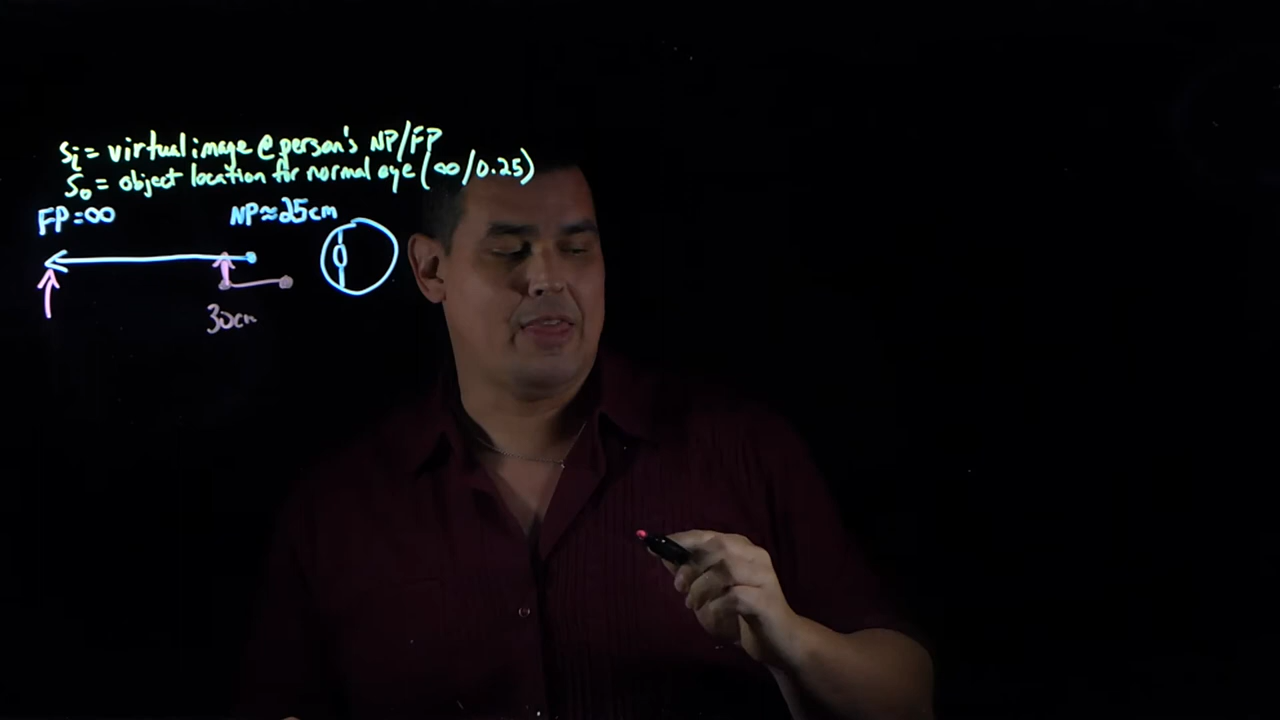 Si = virtual image @ person's NP/FP
So = object location for normal eye (∞/0.25)
FP=∞ NP≈25cm
30cm